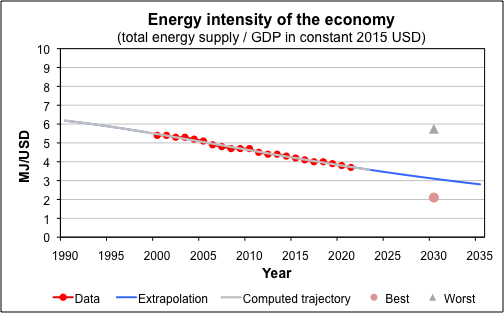 Energy intensity of the economy
(total energy supply / GDP in constant 2015 USD)
10
9
8
7
6
5
4
3
2
1
0
MJ/USD
1990 1995 2000 2005 2010 2015 2020 2025 2030 2035
Year
Data Extrapolation Computed trajectory Best Worst